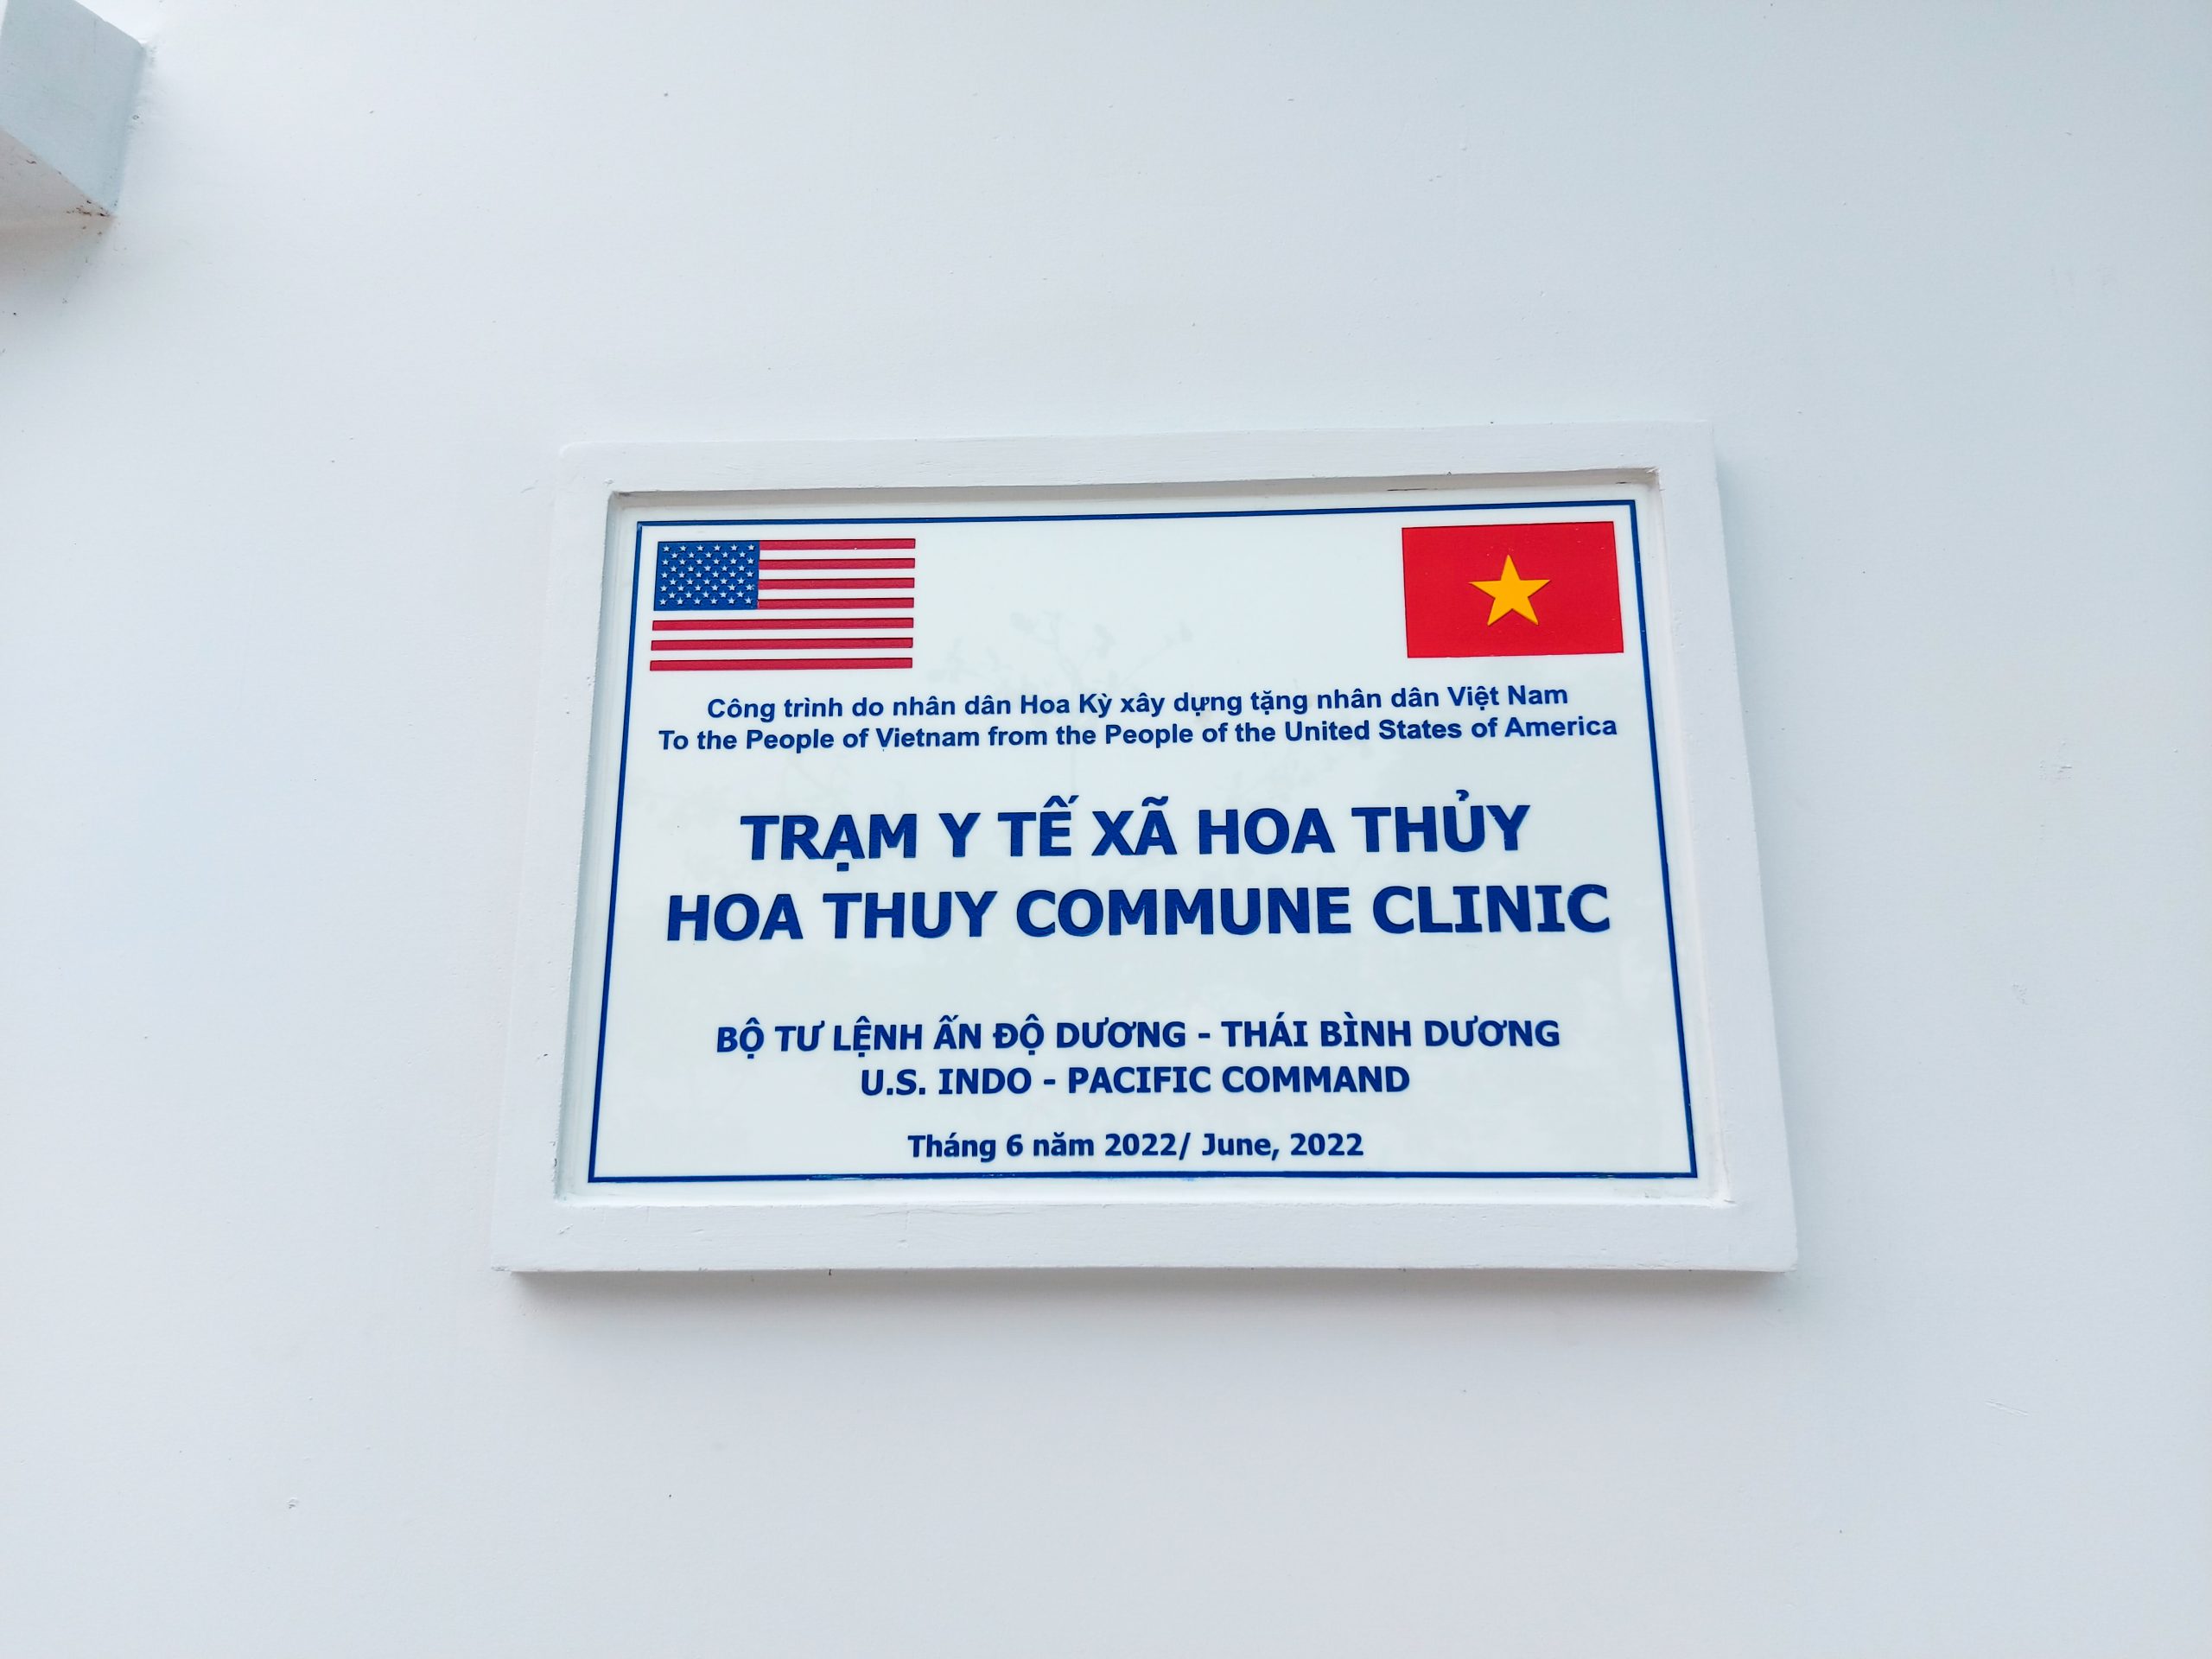 Công trình do nhân dân Hoa Kỳ xây dựng tặng nhân dân Việt Nam
To the People of Vietnam from the People of the United States of America
TRẠM Y TẾ XÃ HOA THỦY
HOA THUY COMMUNE CLINIC
BỘ TƯ LỆNH ẤN ĐỘ DƯƠNG - THÁI BÌNH DƯƠNG
U.S. INDO - PACIFIC COMMAND
Tháng 6 năm 2022/ June, 2022